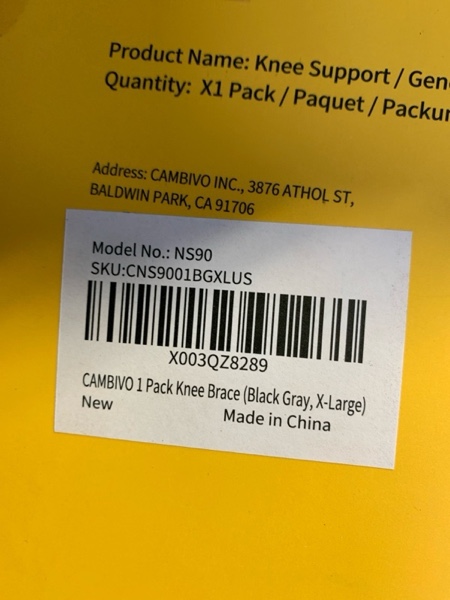 Product Name: Knee Support / Gen
Quantity: X1 Pack / Paquet / Packun
Address: CAMBIVO INC., 3876 ATHOL ST,
BALDWIN PARK, CA 91706
Model No.: NS90
SKU:CNS9001BGXLUS
X003QZ8289
CAMBIVO 1 Pack Knee Brace (Black Gray, X-Large)
New
Made in China